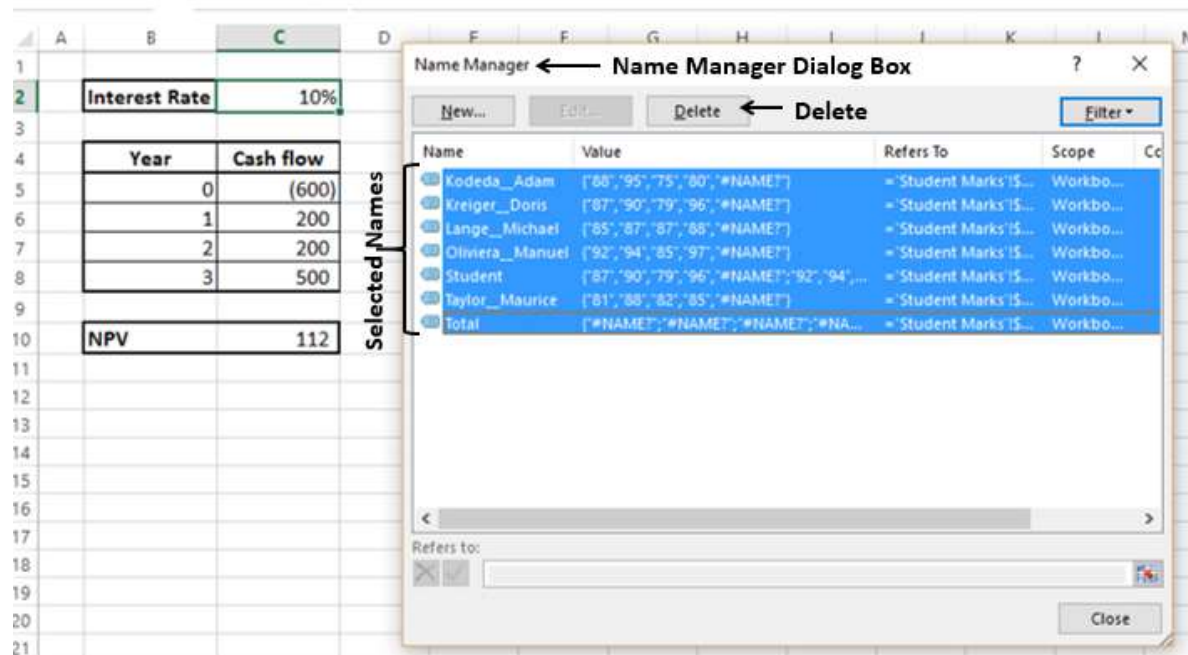 A B C D E F G H I J K L M
Name Manager Name Manager Dialog Box ? ×
1
2 Interest Rate 10%
New... Edit... Delete Delete Filter
3
4 Year Cash flow
Name Value Refers To Scope Cc
5 0 (600)
6 1 200
7 2 200
8 3 500
9
10 NPV 112
11
12
13
14
15
16
17
18
19
20
21
Selected Names
Kodeda__Adam {"88","95","75","80","#NAME?"} ='Student Marks'!$... Workbo...
Kreiger__Doris {"87","90","79","96","#NAME?"} ='Student Marks'!$... Workbo...
Lange__Michael {"85","87","87","88","#NAME?"} ='Student Marks'!$... Workbo...
Oliviera__Manuel {"92","94","85","97","#NAME?"} ='Student Marks'!$... Workbo...
Student {"87","90","79","96","#NAME?";"92","94",... ='Student Marks'!$... Workbo...
Taylor__Maurice {"81","88","82","85","#NAME?"} ='Student Marks'!$... Workbo...
Total {"#NAME?";"#NAME?";"#NAME?";"#NA... ='Student Marks'!$... Workbo...
Refers to:
Close